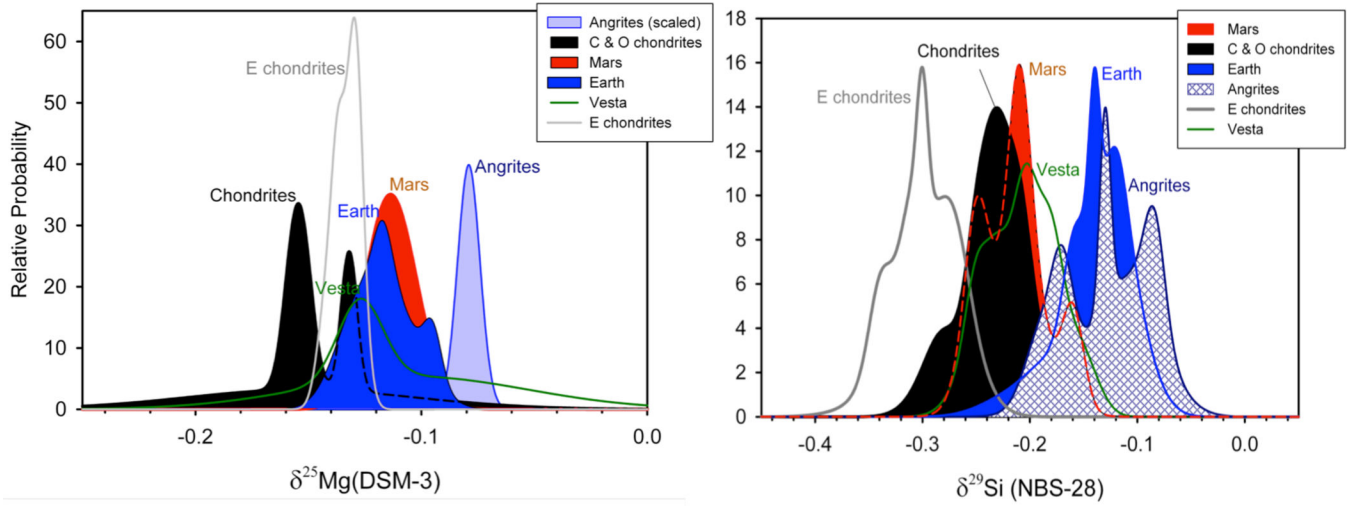 60
50
40
30
20
10
0
Relative Probability
-0.2
-0.1
0.0
δ²⁵Mg(DSM-3)
E chondrites
Chondrites
Vesta
Earth
Mars
Angrites
Angrites (scaled)
C & O chondrites
Mars
Earth
Vesta
E chondrites
18
16
14
12
10
8
6
4
2
0
-0.4
-0.3
-0.2
-0.1
0.0
δ²⁹Si (NBS-28)
E chondrites
Chondrites
Mars
Vesta
Earth
Angrites
Mars
C & O chondrites
Earth
Angrites
E chondrites
Vesta